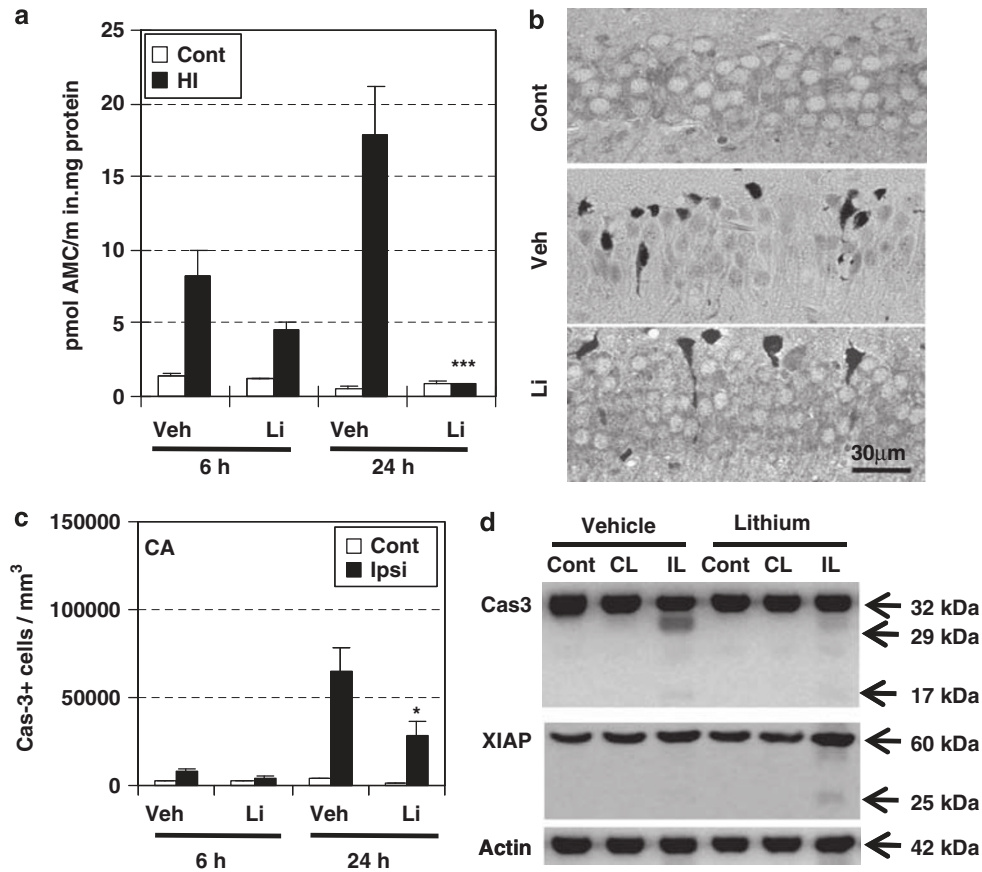 a
25
20
15
10
5
0
pmol AMC/m in.mg protein
Cont
HI
***
Veh Li Veh Li
6 h 24 h
b
Cont
Veh
Li
30μm
c
150000
100000
50000
0
Cas-3+ cells / mm³
CA
Cont
Ipsi
*
Veh Li Veh Li
6 h 24 h
d
Vehicle Lithium
Cont CL IL Cont CL IL
Cas3 32 kDa
29 kDa
17 kDa
XIAP 60 kDa
25 kDa
Actin 42 kDa